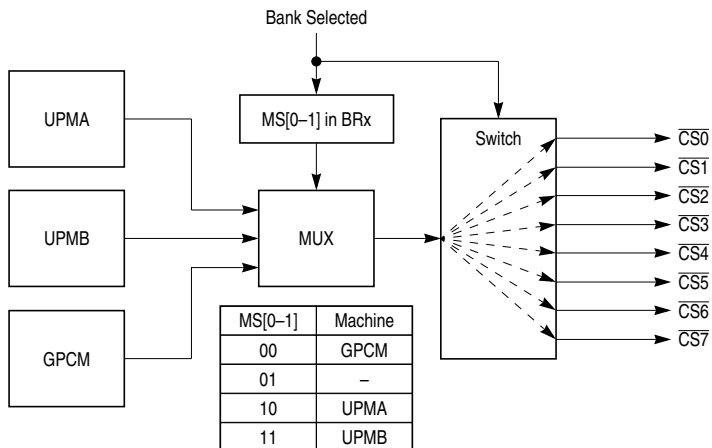 Bank Selected
UPMA
MS[0–1] in BRx
Switch
UPMB
MUX
GPCM
MS[0–1] Machine
00 GPCM
01 –
10 UPMA
11 UPMB
CS0
CS1
CS2
CS3
CS4
CS5
CS6
CS7